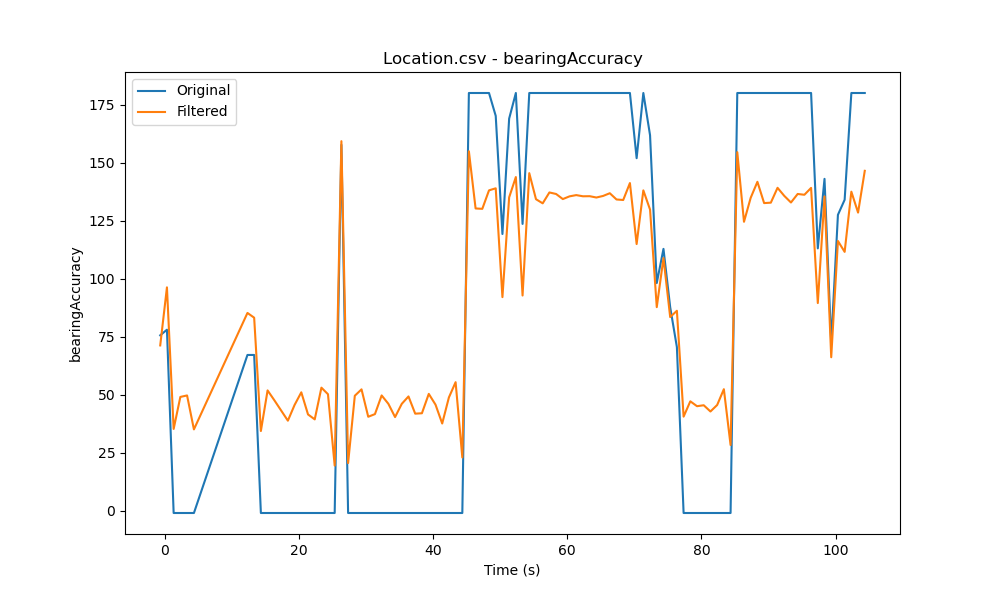 Location.csv - bearingAccuracy
Original
Filtered
bearingAccuracy
175
150
125
100
75
50
25
0
0 20 40 60 80 100
Time (s)